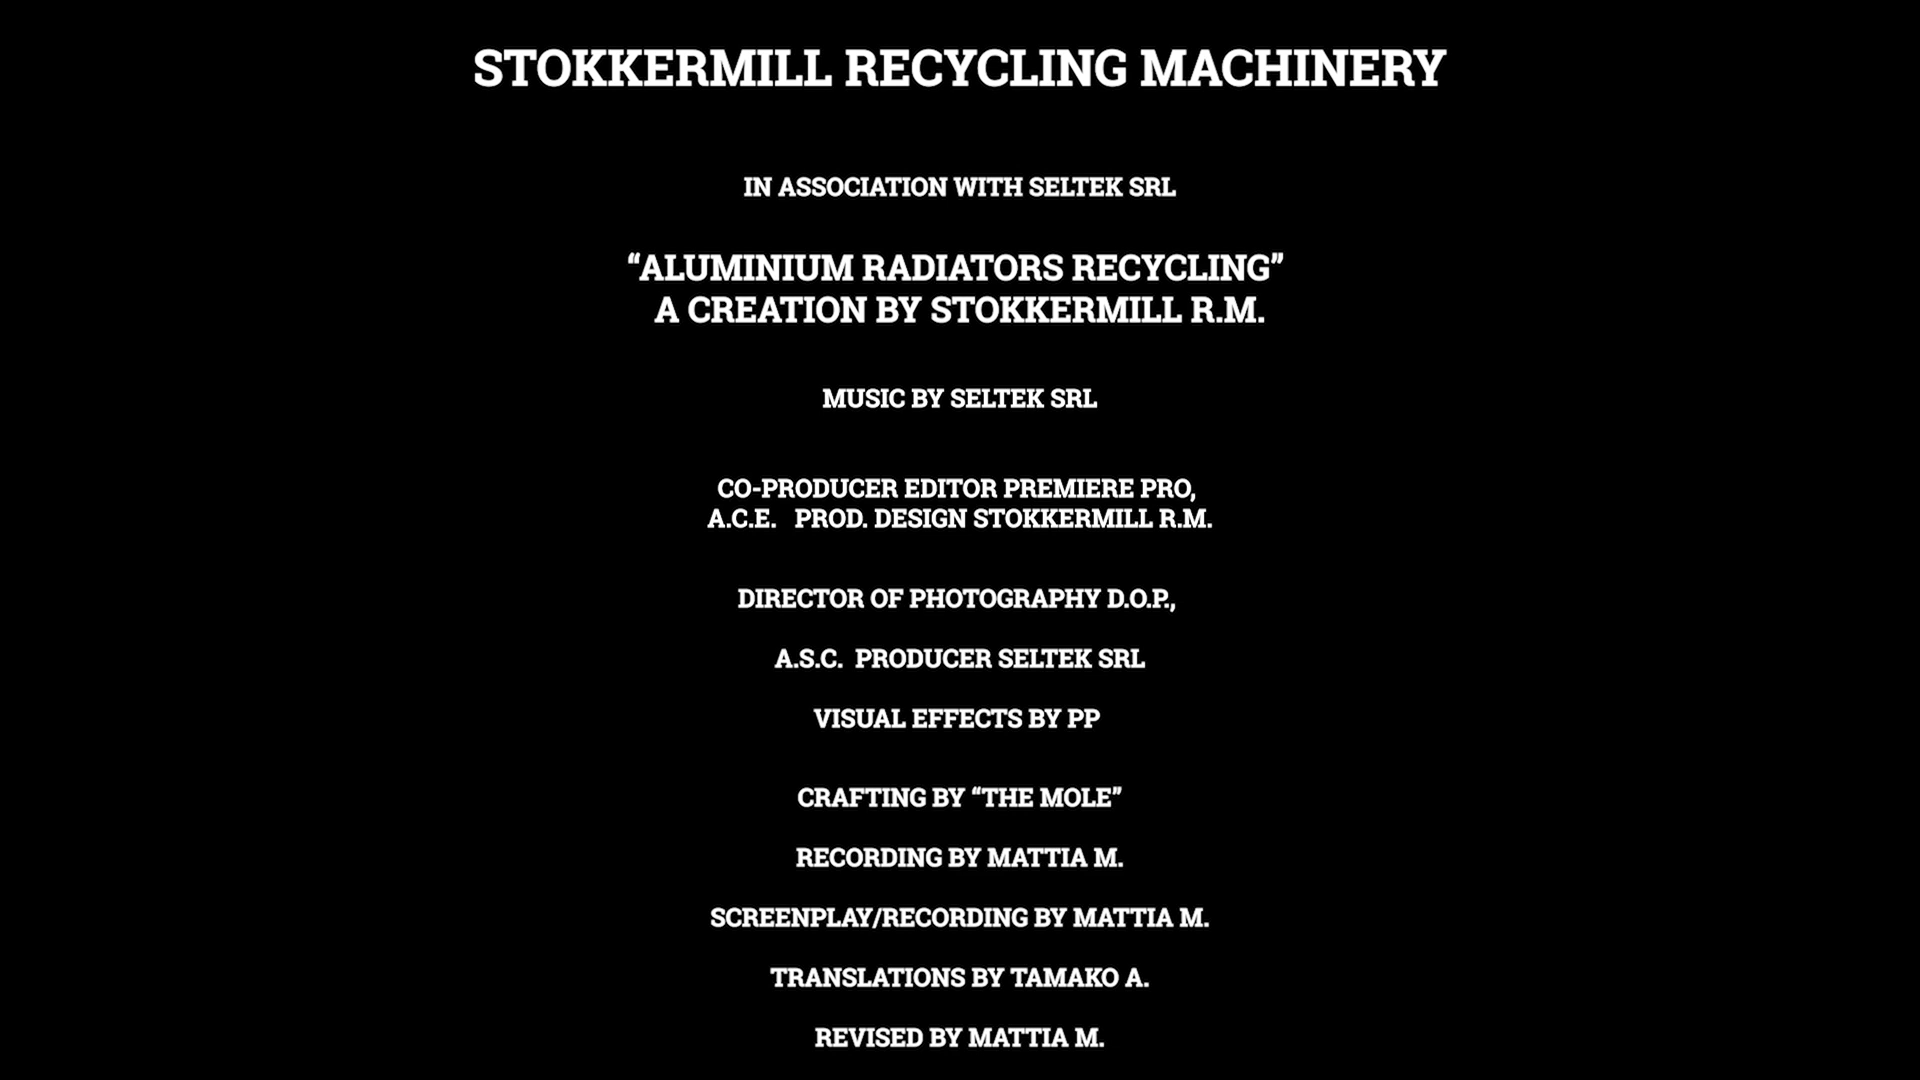 STOKKERMILL RECYCLING MACHINERY
IN ASSOCIATION WITH SELTEK SRL
“ALUMINIUM RADIATORS RECYCLING”
A CREATION BY STOKKERMILL R.M.
MUSIC BY SELTEK SRL
CO-PRODUCER EDITOR PREMIERE PRO,
A.C.E. PROD. DESIGN STOKKERMILL R.M.
DIRECTOR OF PHOTOGRAPHY D.O.P.,
A.S.C. PRODUCER SELTEK SRL
VISUAL EFFECTS BY PP
CRAFTING BY “THE MOLE”
RECORDING BY MATTIA M.
SCREENPLAY/RECORDING BY MATTIA M.
TRANSLATIONS BY TAMAKO A.
REVISED BY MATTIA M.